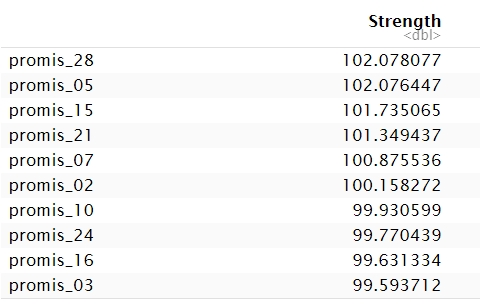 Strength
<dbl>
promis_28 102.078077
promis_05 102.076447
promis_15 101.735065
promis_21 101.349437
promis_07 100.875536
promis_02 100.158272
promis_10 99.930599
promis_24 99.770439
promis_16 99.631334
promis_03 99.593712